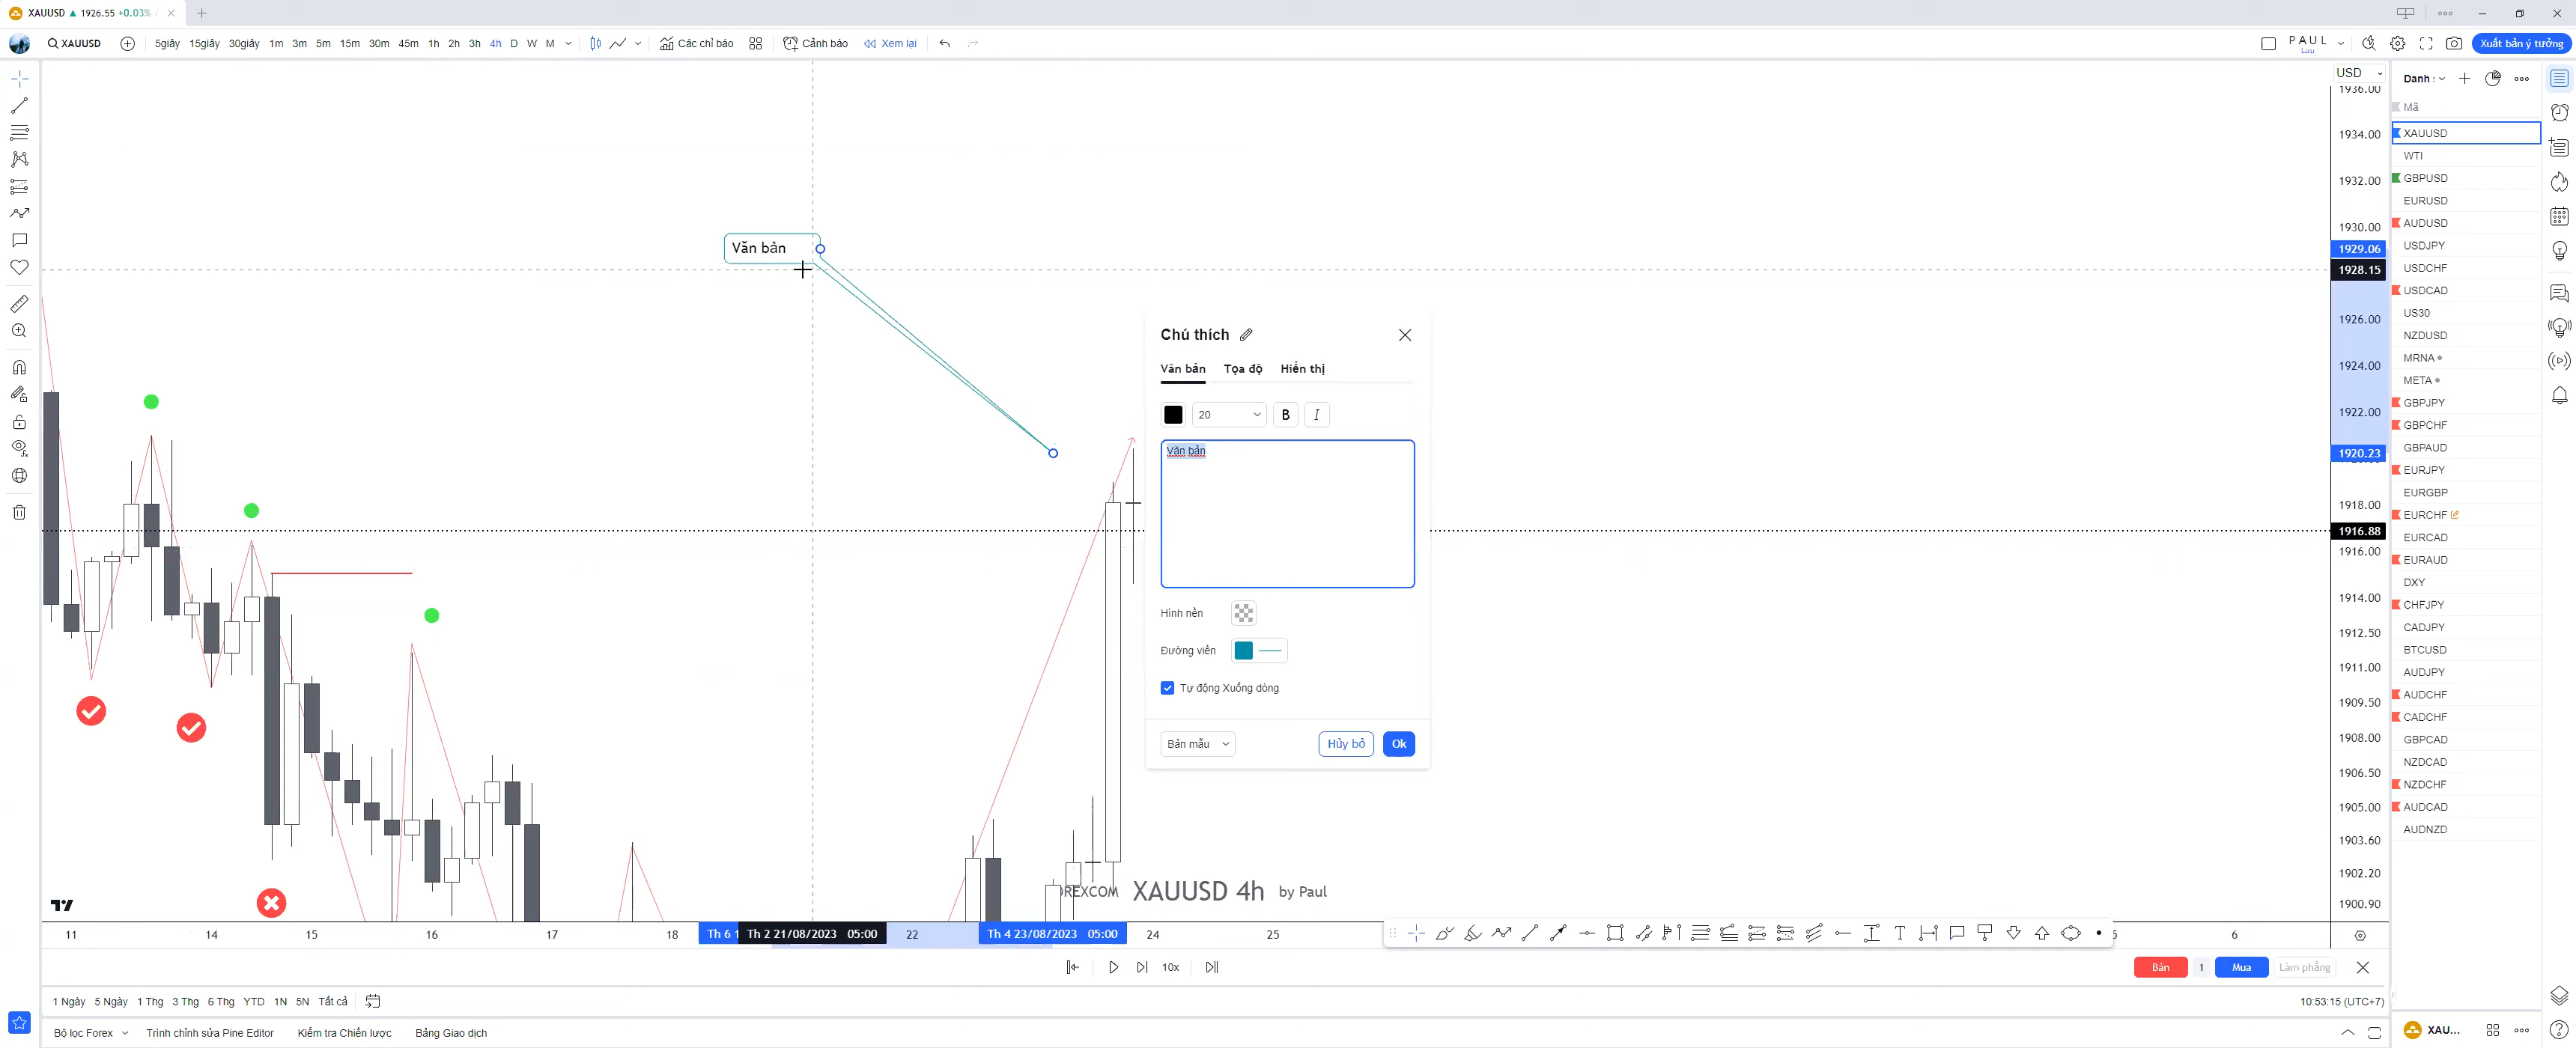 XAUUSD ▲ 1926.55 +0.03%
XAUUSD 5giây 15giây 30giây 1m 3m 5m 15m 30m 45m 1h 2h 3h 4h D W M Các chỉ báo Cảnh báo Xem lại PAUL Xuất bản ý tưởng
Lưu
USD
1936.00
1934.00
1932.00
1930.00
1929.06
1928.15
1926.00
1924.00
1922.00
1920.23
1918.00
1916.88
1916.00
1914.00
1912.50
1911.00
1909.50
1908.00
1906.50
1905.00
1903.60
1902.20
1900.90
Văn bản
Chú thích
Văn bản Tọa độ Hiển thị
20 B I
Văn bản
Hình nền
Đường viền
Tự động Xuống dòng
Bản mẫu Hủy bỏ Ok
OREXCOM XAUUSD 4h by Paul
11 14 15 16 17 18 Th 6 1 Th 2 21/08/2023 05:00 22 Th 4 23/08/2023 05:00 24 25 5 6
10x Bán 1 Mua Làm phẳng
1 Ngày 5 Ngày 1 Thg 3 Thg 6 Thg YTD 1N 5N Tất cả 10:53:15 (UTC+7)
Bộ lọc Forex Trình chỉnh sửa Pine Editor Kiểm tra Chiến lược Bảng Giao dịch
Danh :
Mã
XAUUSD
WTI
GBPUSD
EURUSD
AUDUSD
USDJPY
USDCHF
USDCAD
US30
NZDUSD
MRNA
META
GBPJPY
GBPCHF
GBPAUD
EURJPY
EURGBP
EURCHF
EURCAD
EURAUD
DXY
CHFJPY
CADJPY
BTCUSD
AUDJPY
AUDCHF
CADCHF
GBPCAD
NZDCAD
NZDCHF
AUDCAD
AUDNZD
XAU...